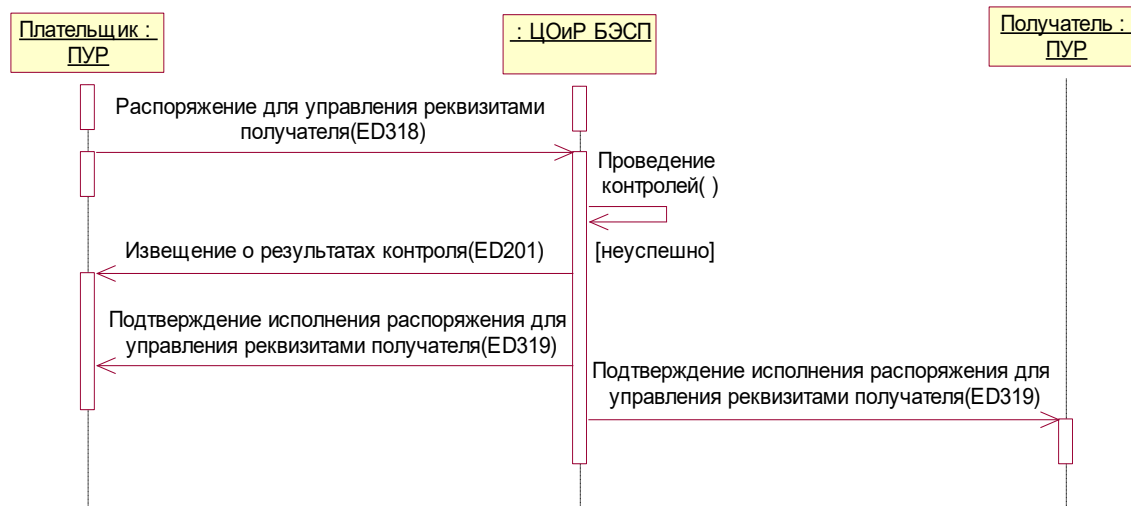 Плательщик :
ПУР
: ЦОиР БЭСП
Получатель :
ПУР
Распоряжение для управления реквизитами
получателя(ED318)
Проведение
контролей( )
Извещение о результатах контроля(ED201)
[неуспешно]
Подтверждение исполнения распоряжения для
управления реквизитами получателя(ED319)
Подтверждение исполнения распоряжения для
управления реквизитами получателя(ED319)